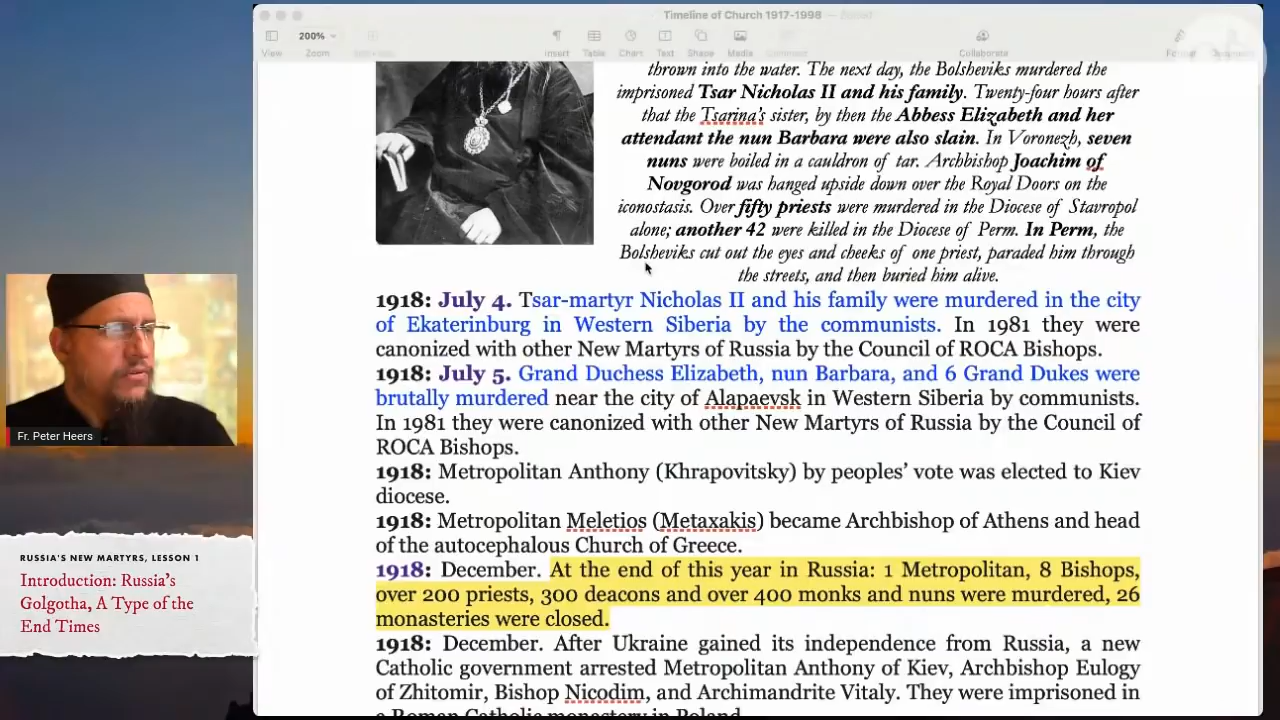 Timeline of Church 1917-1998
200%
View
Zoom
Insert
Table
Chart
Text
Shape
Media
Collaborate
thrown into the water. The next day, the Bolsheviks murdered the
imprisoned Tsar Nicholas II and his family. Twenty-four hours after
that the Tsarina's sister, by then the Abbess Elizabeth and her
attendant the nun Barbara were also slain. In Voronezh, seven
nuns were boiled in a cauldron of tar. Archbishop Joachim of
Novgorod was hanged upside down over the Royal Doors on the
iconostasis. Over fifty priests were murdered in the Diocese of Stavropol
alone; another 42 were killed in the Diocese of Perm. In Perm, the
Bolsheviks cut out the eyes and cheeks of one priest, paraded him through
the streets, and then buried him alive.
1918: July 4. Tsar-martyr Nicholas II and his family were murdered in the city
of Ekaterinburg in Western Siberia by the communists. In 1981 they were
canonized with other New Martyrs of Russia by the Council of ROCA Bishops.
1918: July 5. Grand Duchess Elizabeth, nun Barbara, and 6 Grand Dukes were
brutally murdered near the city of Alapaevsk in Western Siberia by communists.
In 1981 they were canonized with other New Martyrs of Russia by the Council of
ROCA Bishops.
1918: Metropolitan Anthony (Khrapovitsky) by peoples' vote was elected to Kiev
diocese.
1918: Metropolitan Meletios (Metaxakis) became Archbishop of Athens and head
of the autocephalous Church of Greece.
1918: December. At the end of this year in Russia: 1 Metropolitan, 8 Bishops,
over 200 priests, 300 deacons and over 400 monks and nuns were murdered, 26
monasteries were closed.
1918: December. After Ukraine gained its independence from Russia, a new
Catholic government arrested Metropolitan Anthony of Kiev, Archbishop Eulogy
of Zhitomir, Bishop Nicodim, and Archimandrite Vitaly. They were imprisoned in
a Roman Catholic monastery in Poland.
Fr. Peter Heers
RUSSIA'S NEW MARTYRS, LESSON 1
Introduction: Russia's
Golgotha, A Type of the
End Times